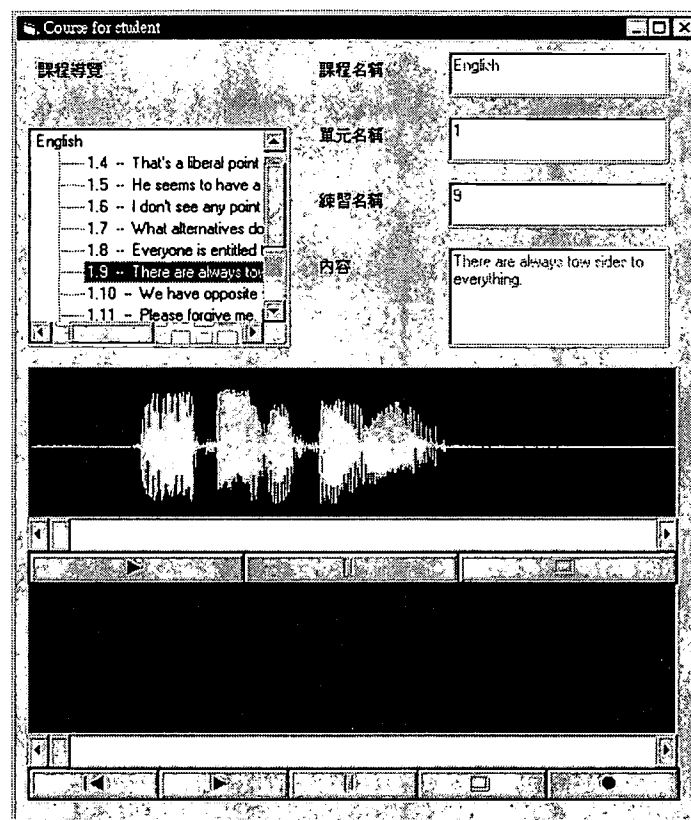 Course for student
課程導覽
English
1.4 -- That's a liberal point
1.5 -- He seems to have a
1.6 -- I don't see any point
1.7 -- What alternatives do
1.8 -- Everyone is entitled
1.9 -- There are always tow
1.10 -- We have opposite
1.11 -- Please forgive me,
課程名稱
English
單元名稱
1
練習名稱
9
內容
There are always tow sides to
everything.